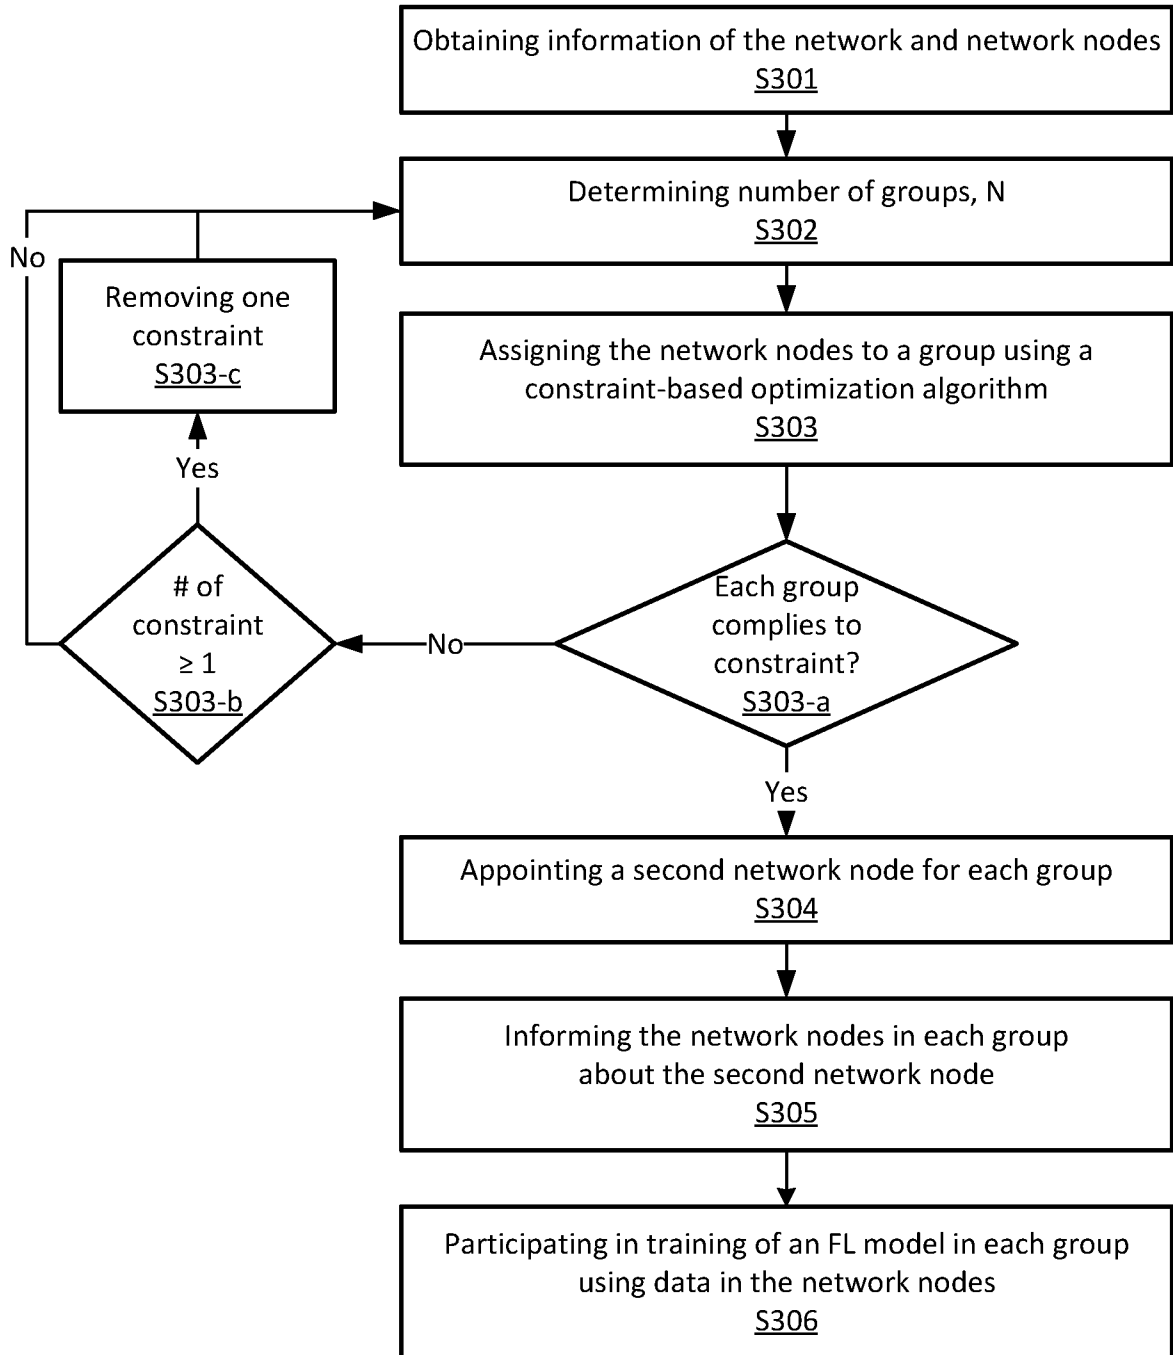 Obtaining information of the network and network nodes
S301
Determining number of groups, N
S302
No
Removing one
constraint
S303-c
Assigning the network nodes to a group using a
constraint-based optimization algorithm
S303
Yes
# of
constraint
≥ 1
S303-b
No
Each group
complies to
constraint?
S303-a
Yes
Appointing a second network node for each group
S304
Informing the network nodes in each group
about the second network node
S305
Participating in training of an FL model in each group
using data in the network nodes
S306